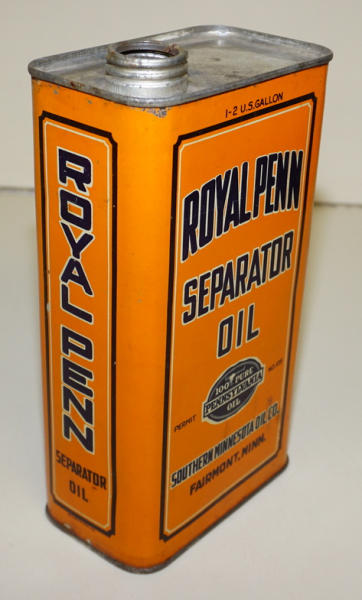 ROYAL PENN
SEPARATOR
OIL
1-2 U.S. GALLON
ROYAL PENN
SEPARATOR
OIL
100% PURE
PENNSYLVANIA
OIL
PERMIT
SOUTHERN MINNESOTA OIL CO.
FAIRMONT, MINN.